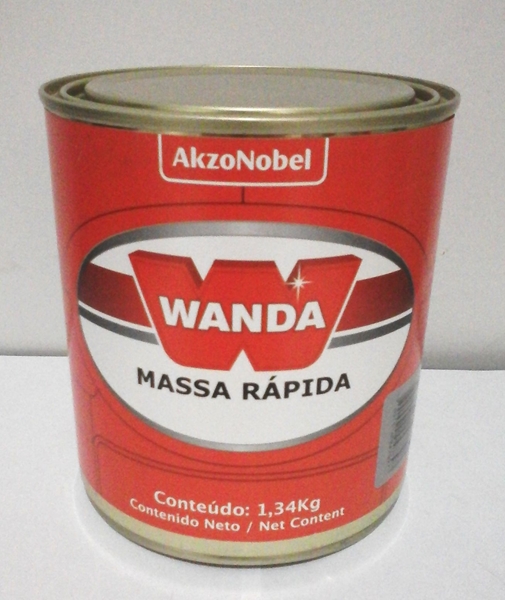 AkzoNobel
WANDA
MASSA RÁPIDA
Conteúdo: 1,34Kg
Contenido Neto / Net Content